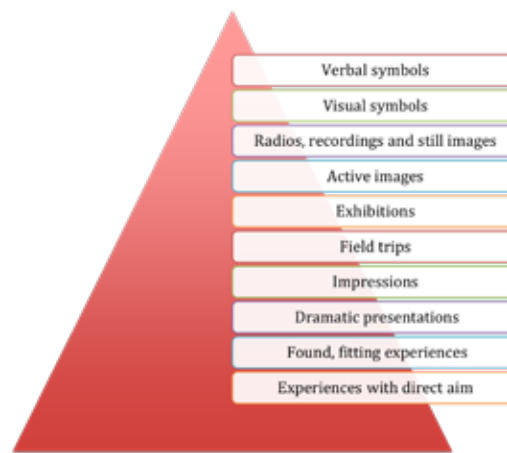 Verbal symbols
Visual symbols
Radios, recordings and still images
Active images
Exhibitions
Field trips
Impressions
Dramatic presentations
Found, fitting experiences
Experiences with direct aim